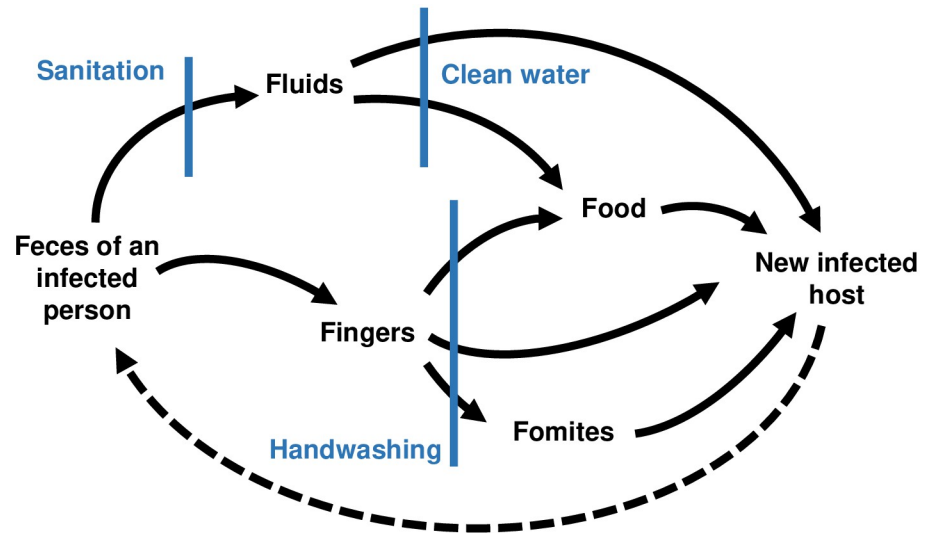 Sanitation
Fluids
Clean water
Food
Feces of an
infected
person
New infected
host
Fingers
Fomites
Handwashing